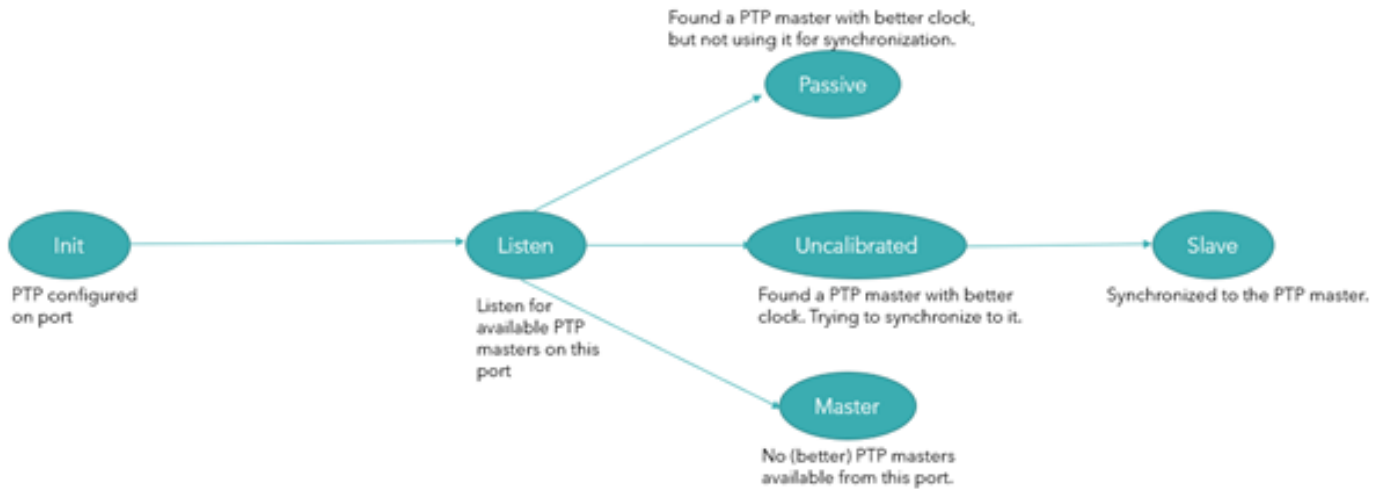 Found a PTP master with better clock,
but not using it for synchronization.
Passive
Init
Listen
Uncalibrated
Slave
PTP configured
on port
Listen for
available PTP
masters on this
port
Found a PTP master with better
clock. Trying to synchronize to it.
Synchronized to the PTP master.
Master
No (better) PTP masters
available from this port.